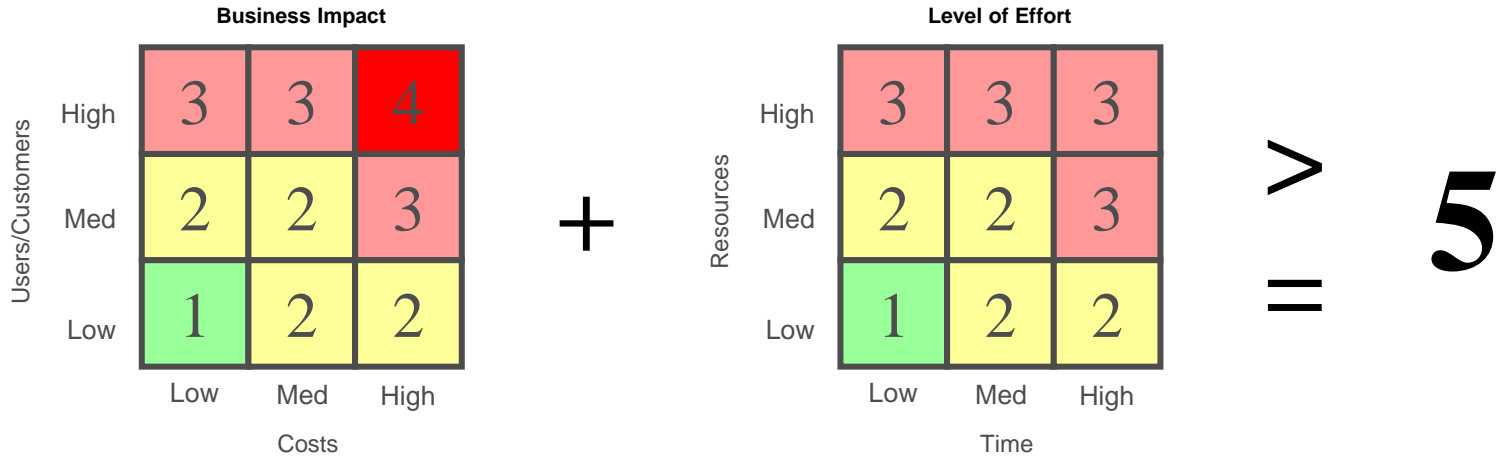 Business Impact
Users/Customers
High
3 3 4
Med
2 2 3
Low
1 2 2
Low Med High
Costs
+
Level of Effort
Resources
High
3 3 3
Med
2 2 3
Low
1 2 2
Low Med High
Time
>
=
5